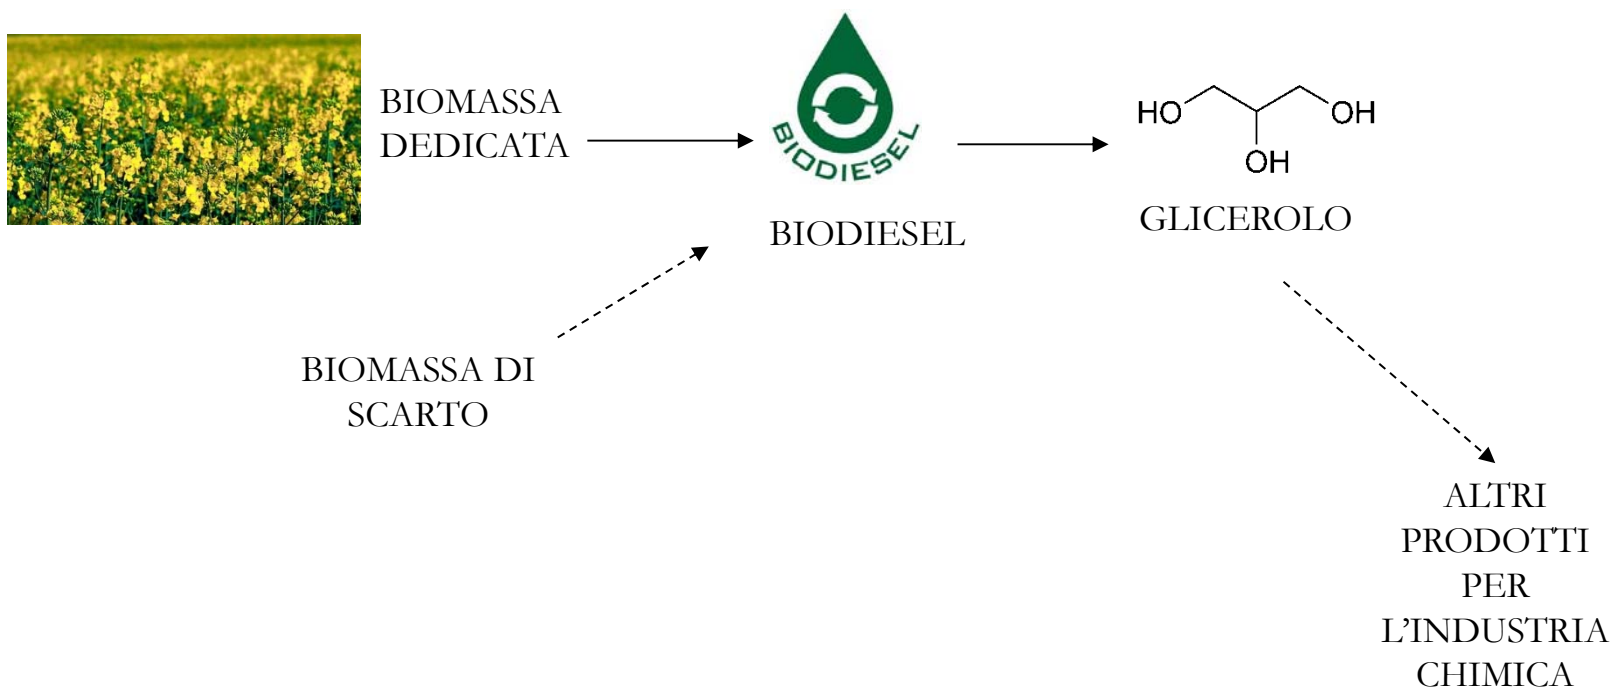 BIOMASSA
DEDICATA
BIODIESEL
BIODIESEL
HO
OH
OH
GLICEROLO
BIOMASSA DI
SCARTO
ALTRI
PRODOTTI
PER
L’INDUSTRIA
CHIMICA